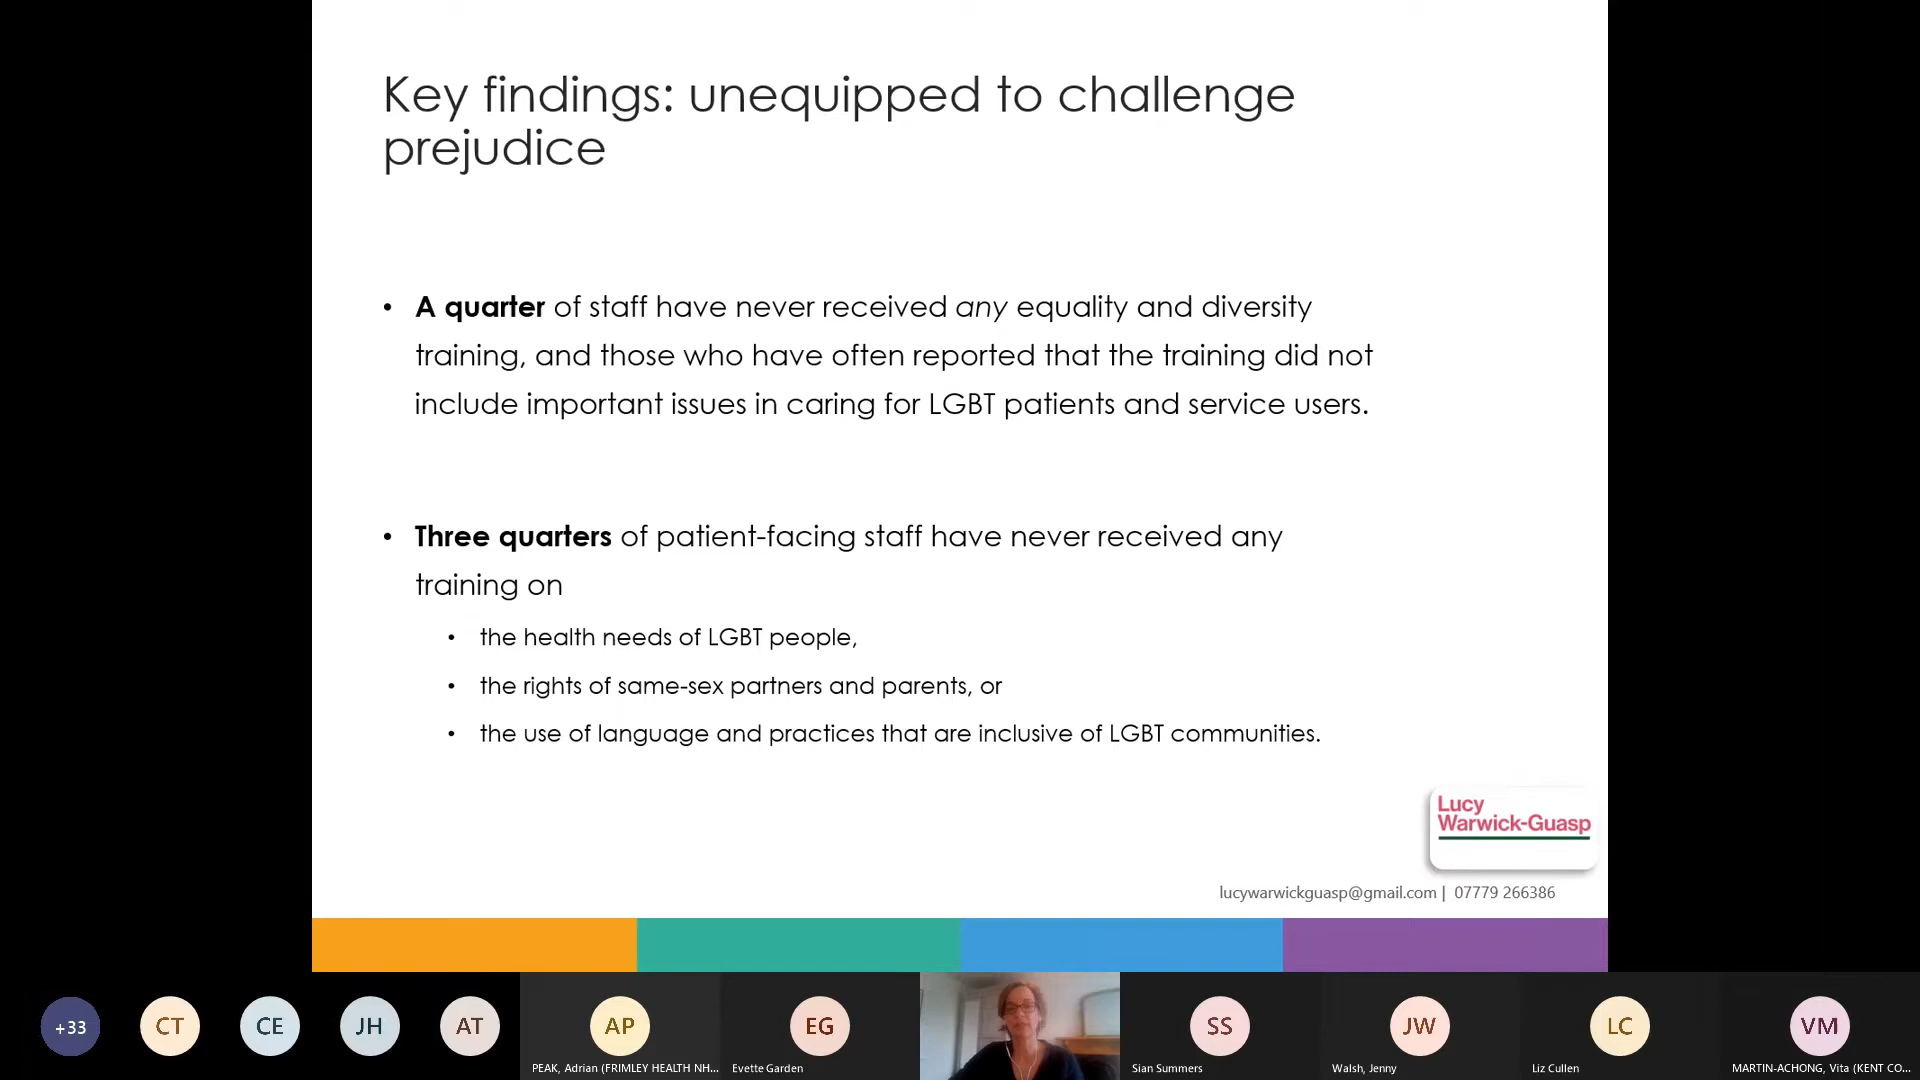 Key findings: unequipped to challenge
prejudice
• A quarter of staff have never received any equality and diversity
training, and those who have often reported that the training did not
include important issues in caring for LGBT patients and service users.
• Three quarters of patient-facing staff have never received any
training on
• the health needs of LGBT people,
• the rights of same-sex partners and parents, or
• the use of language and practices that are inclusive of LGBT communities.
Lucy
Warwick-Guasp
lucywarwickguasp@gmail.com | 07779 266386
+33
CT
CE
JH
AT
AP
EG
SS
JW
LC
VM
PEAK, Adrian (FRIMLEY HEALTH NH...
Evette Garden
Sian Summers
Walsh, Jenny
Liz Cullen
MARTIN-ACHONG, Vita (KENT CO...